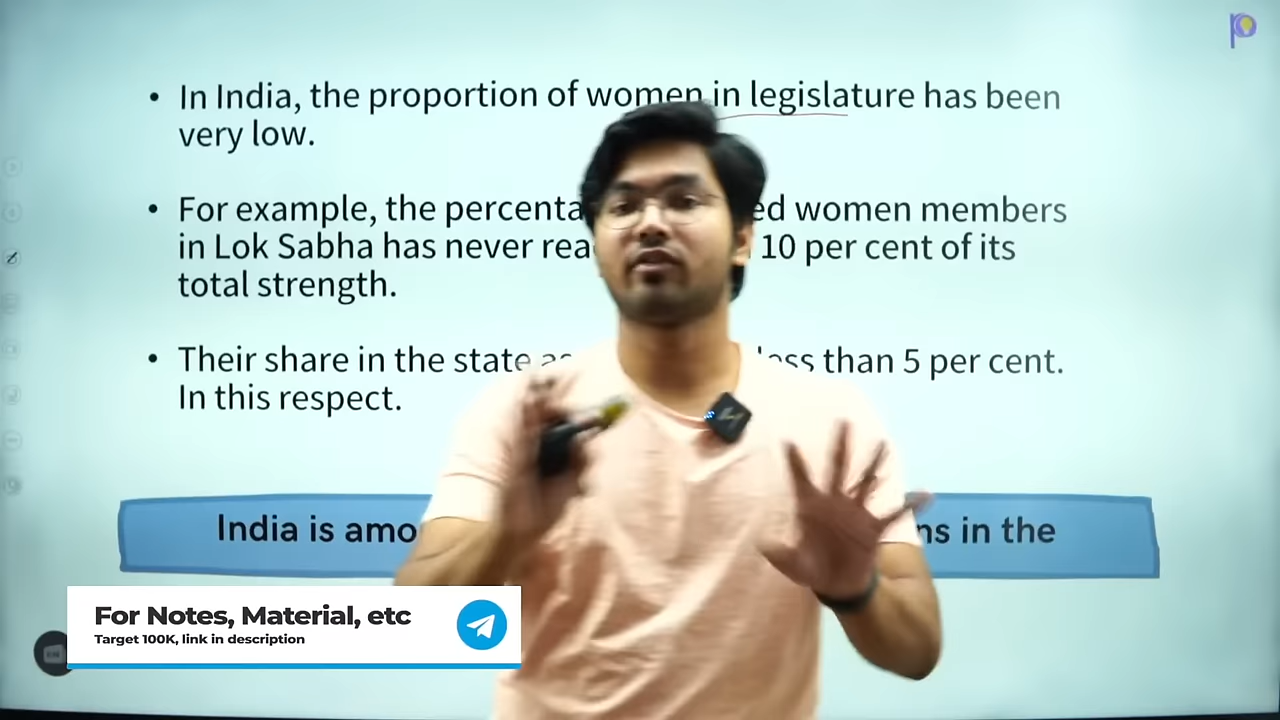 In India, the proportion of women in legislature has been
very low.
For example, the percenta ed women members
in Lok Sabha has never rea 10 per cent of its
total strength.
Their share in the state as less than 5 per cent.
In this respect.
India is amo ns in the
For Notes, Material, etc
Target 100K, link in description